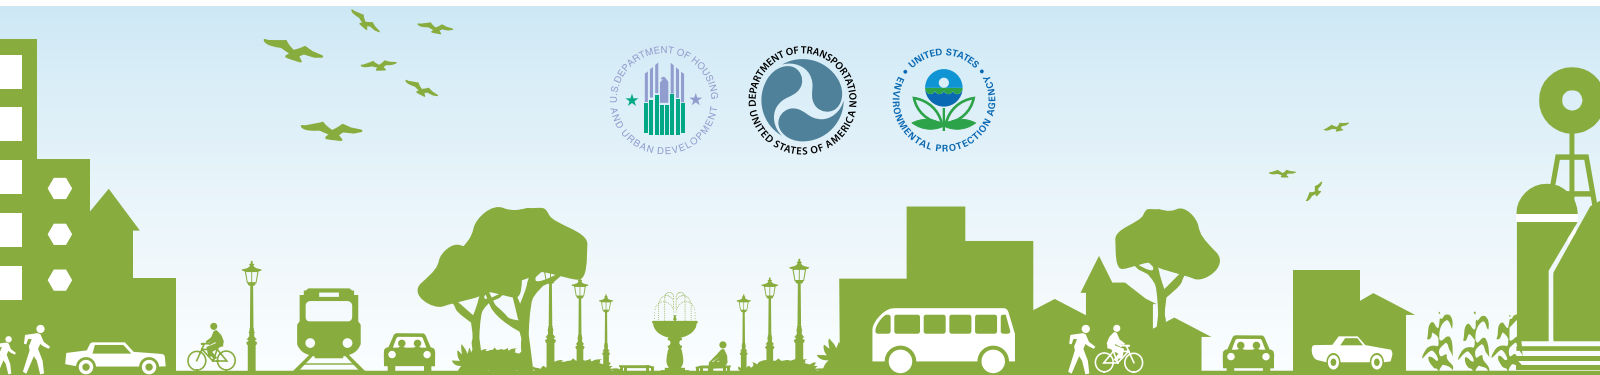 U.S. DEPARTMENT OF HOUSING
AND URBAN DEVELOPMENT
DEPARTMENT OF TRANSPORTATION
UNITED STATES OF AMERICA
UNITED STATES
ENVIRONMENTAL PROTECTION AGENCY